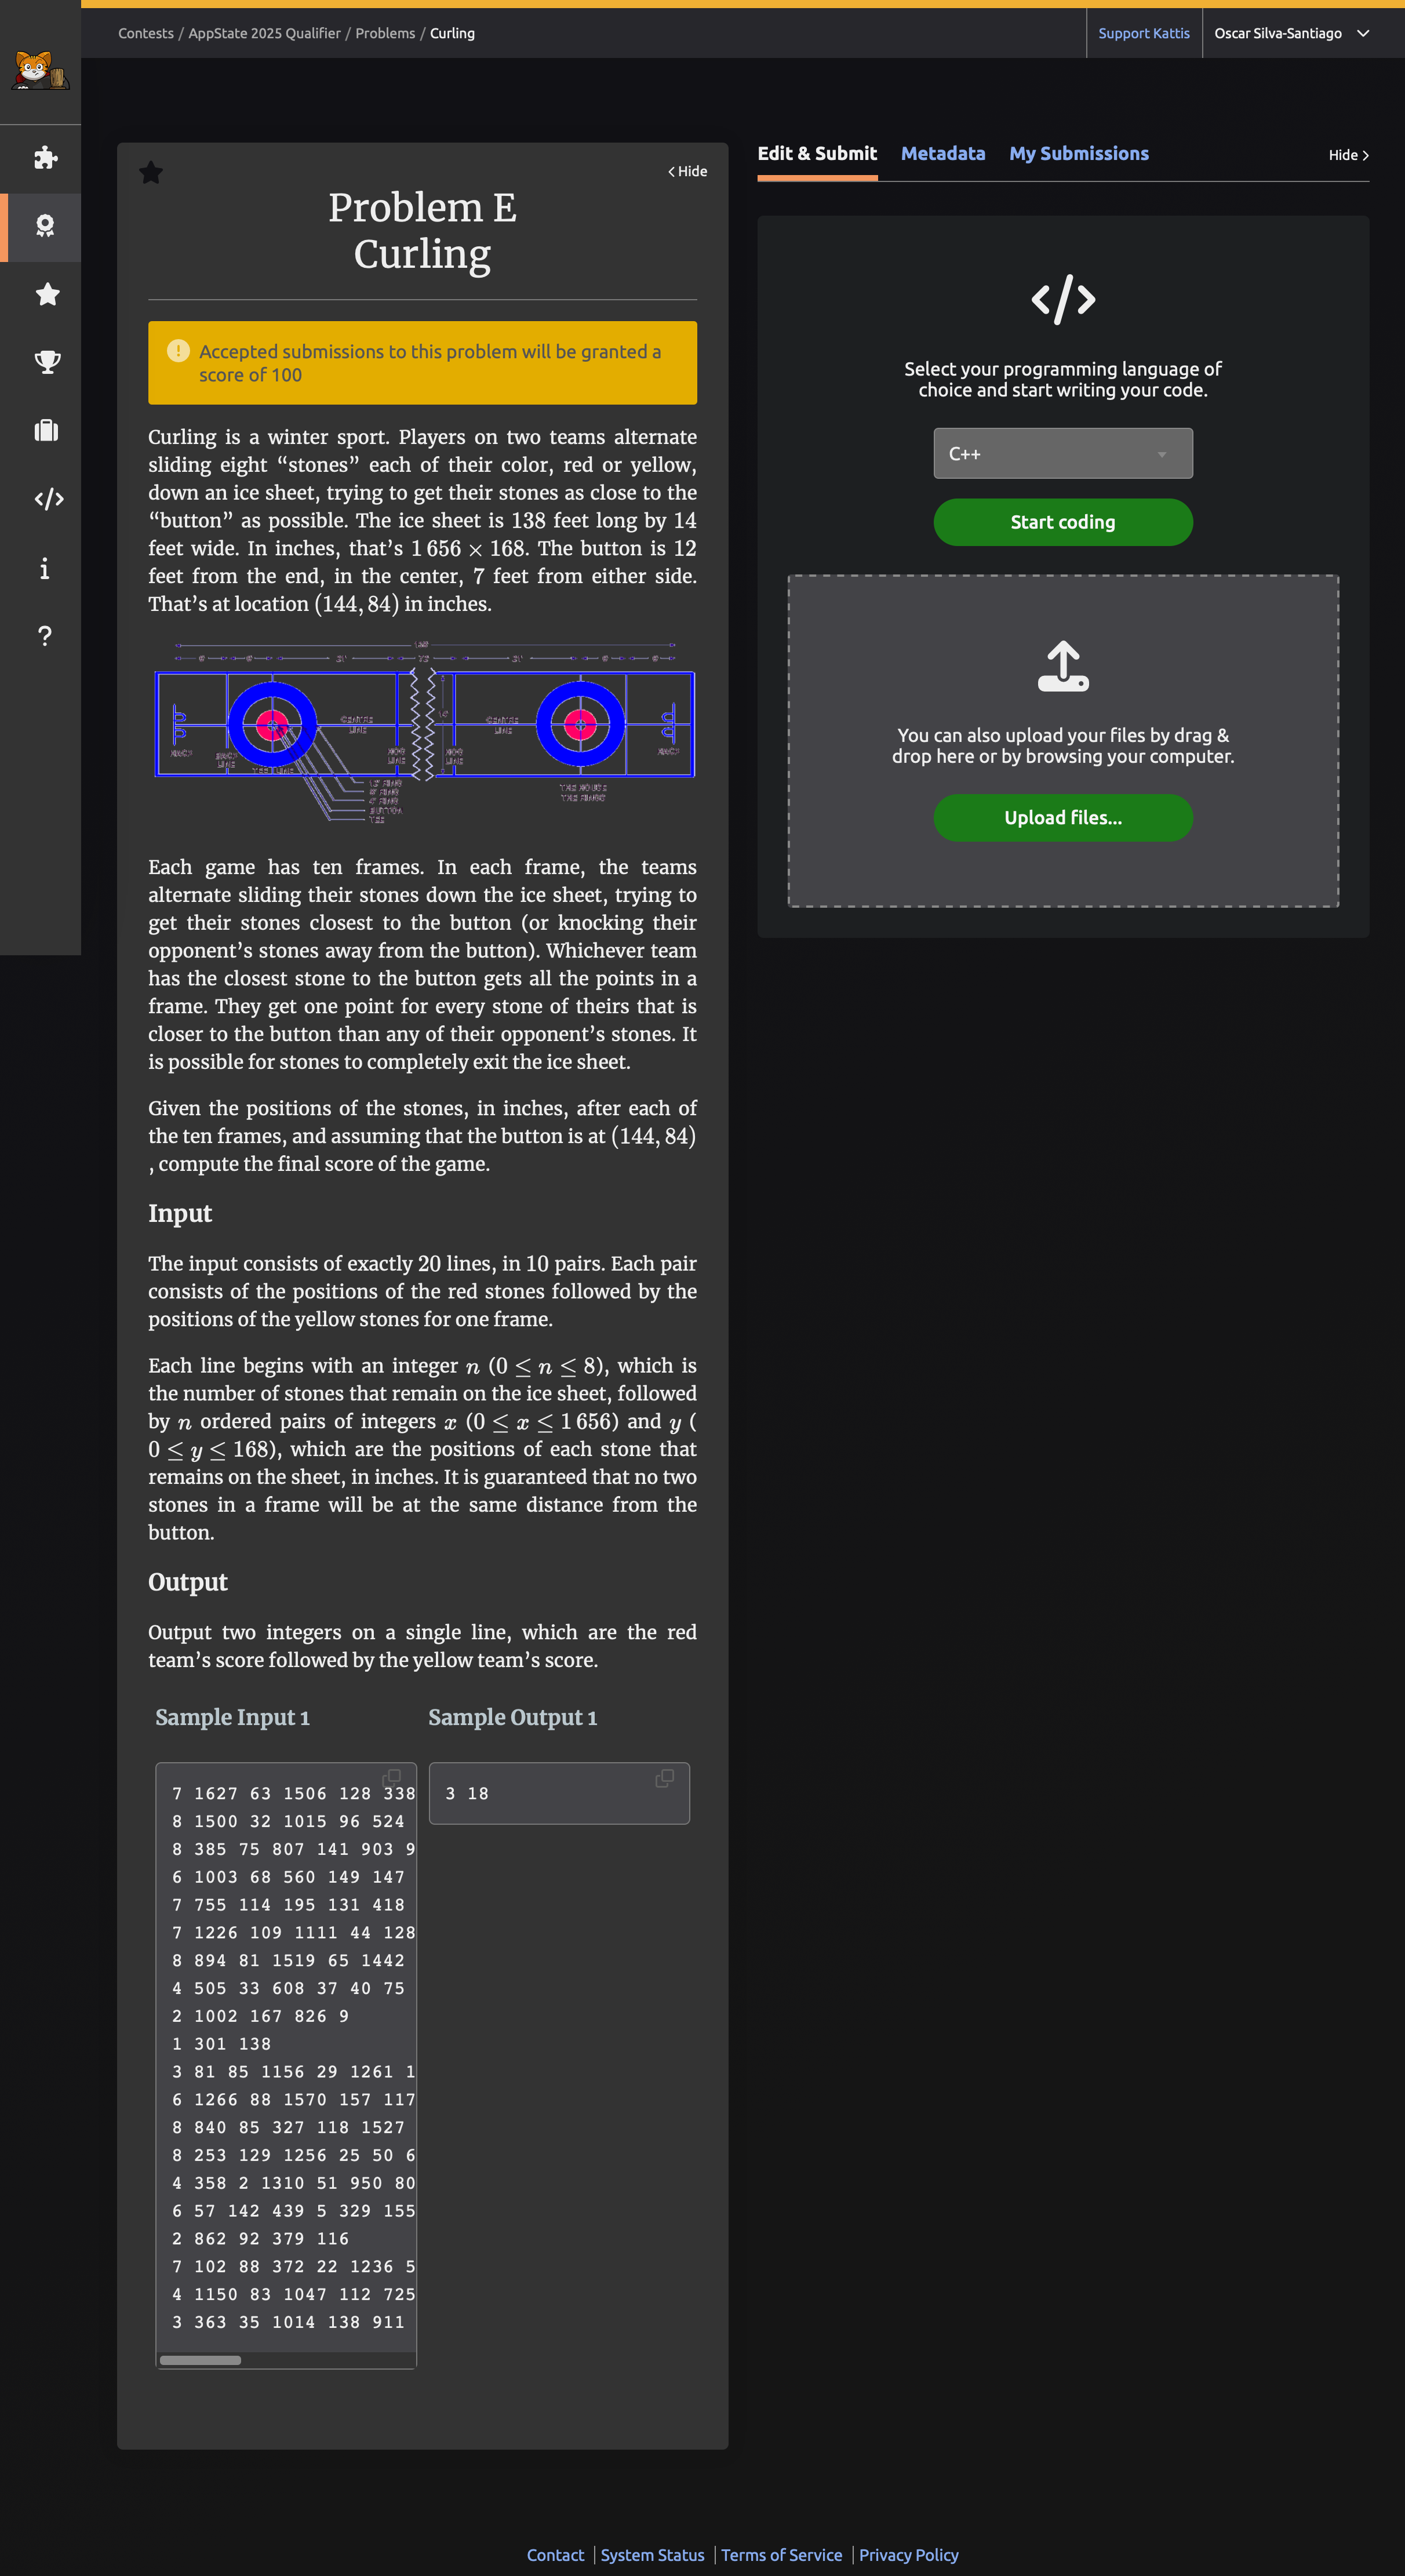 Contests / AppState 2025 Qualifier / Problems / Curling
Support Kattis
Oscar Silva-Santiago
Hide
Problem E
Curling
Accepted submissions to this problem will be granted a
score of 100
Curling is a winter sport. Players on two teams alternate
sliding eight “stones” each of their color, red or yellow,
down an ice sheet, trying to get their stones as close to the
“button” as possible. The ice sheet is 138 feet long by 14
feet wide. In inches, that’s 1 656 × 168. The button is 12
feet from the end, in the center, 7 feet from either side.
That’s at location (144, 84) in inches.
CENTRE
LINE
CENTRE
LINE
HOG
LINE
HOG
LINE
BACK
LINE
TEE LINE
12' RING
8' RING
4' RING
BUTTON
TEE
THE HOUSE
THE RINGS
Each game has ten frames. In each frame, the teams
alternate sliding their stones down the ice sheet, trying to
get their stones closest to the button (or knocking their
opponent’s stones away from the button). Whichever team
has the closest stone to the button gets all the points in a
frame. They get one point for every stone of theirs that is
closer to the button than any of their opponent’s stones. It
is possible for stones to completely exit the ice sheet.
Given the positions of the stones, in inches, after each of
the ten frames, and assuming that the button is at (144, 84)
, compute the final score of the game.
Input
The input consists of exactly 20 lines, in 10 pairs. Each pair
consists of the positions of the red stones followed by the
positions of the yellow stones for one frame.
Each line begins with an integer n (0 ≤ n ≤ 8), which is
the number of stones that remain on the ice sheet, followed
by n ordered pairs of integers x (0 ≤ x ≤ 1 656) and y (
0 ≤ y ≤ 168), which are the positions of each stone that
remains on the sheet, in inches. It is guaranteed that no two
stones in a frame will be at the same distance from the
button.
Output
Output two integers on a single line, which are the red
team’s score followed by the yellow team’s score.
Sample Input 1
7 1627 63 1506 128 338
8 1500 32 1015 96 524
8 385 75 807 141 903 9
6 1003 68 560 149 147
7 755 114 195 131 418
7 1226 109 1111 44 128
8 894 81 1519 65 1442
4 505 33 608 37 40 75
2 1002 167 826 9
1 301 138
3 81 85 1156 29 1261 1
6 1266 88 1570 157 117
8 840 85 327 118 1527
8 253 129 1256 25 50 6
4 358 2 1310 51 950 80
6 57 142 439 5 329 155
2 862 92 379 116
7 102 88 372 22 1236 5
4 1150 83 1047 112 725
3 363 35 1014 138 911
Sample Output 1
3 18
Edit & Submit
Metadata
My Submissions
Hide
Select your programming language of
choice and start writing your code.
C++
Start coding
You can also upload your files by drag &
drop here or by browsing your computer.
Upload files...
Contact
System Status
Terms of Service
Privacy Policy